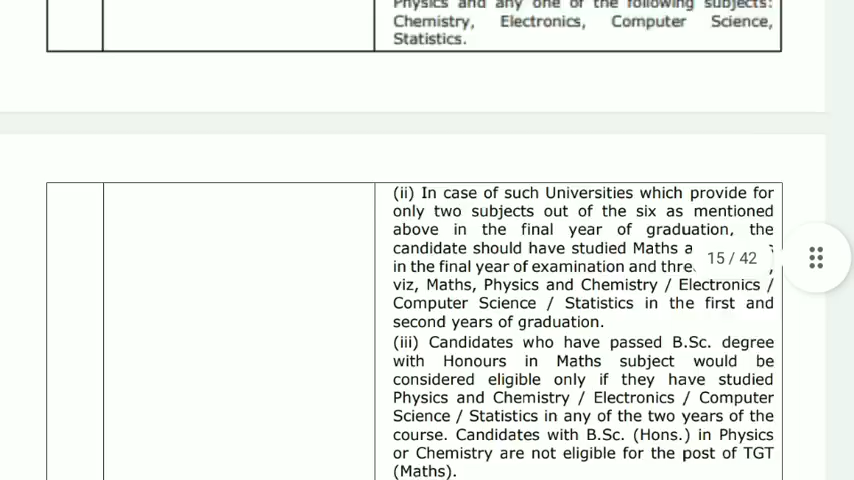 Physics and any one of the following subjects:
Chemistry, Electronics, Computer Science,
Statistics.
(ii) In case of such Universities which provide for
only two subjects out of the six as mentioned
above in the final year of graduation, the
candidate should have studied Maths a
in the final year of examination and thre
15 / 42
viz, Maths, Physics and Chemistry / Electronics /
Computer Science / Statistics in the first and
second years of graduation.
(iii) Candidates who have passed B.Sc. degree
with Honours in Maths subject would be
considered eligible only if they have studied
Physics and Chemistry / Electronics / Computer
Science / Statistics in any of the two years of the
course. Candidates with B.Sc. (Hons.) in Physics
or Chemistry are not eligible for the post of TGT
(Maths).